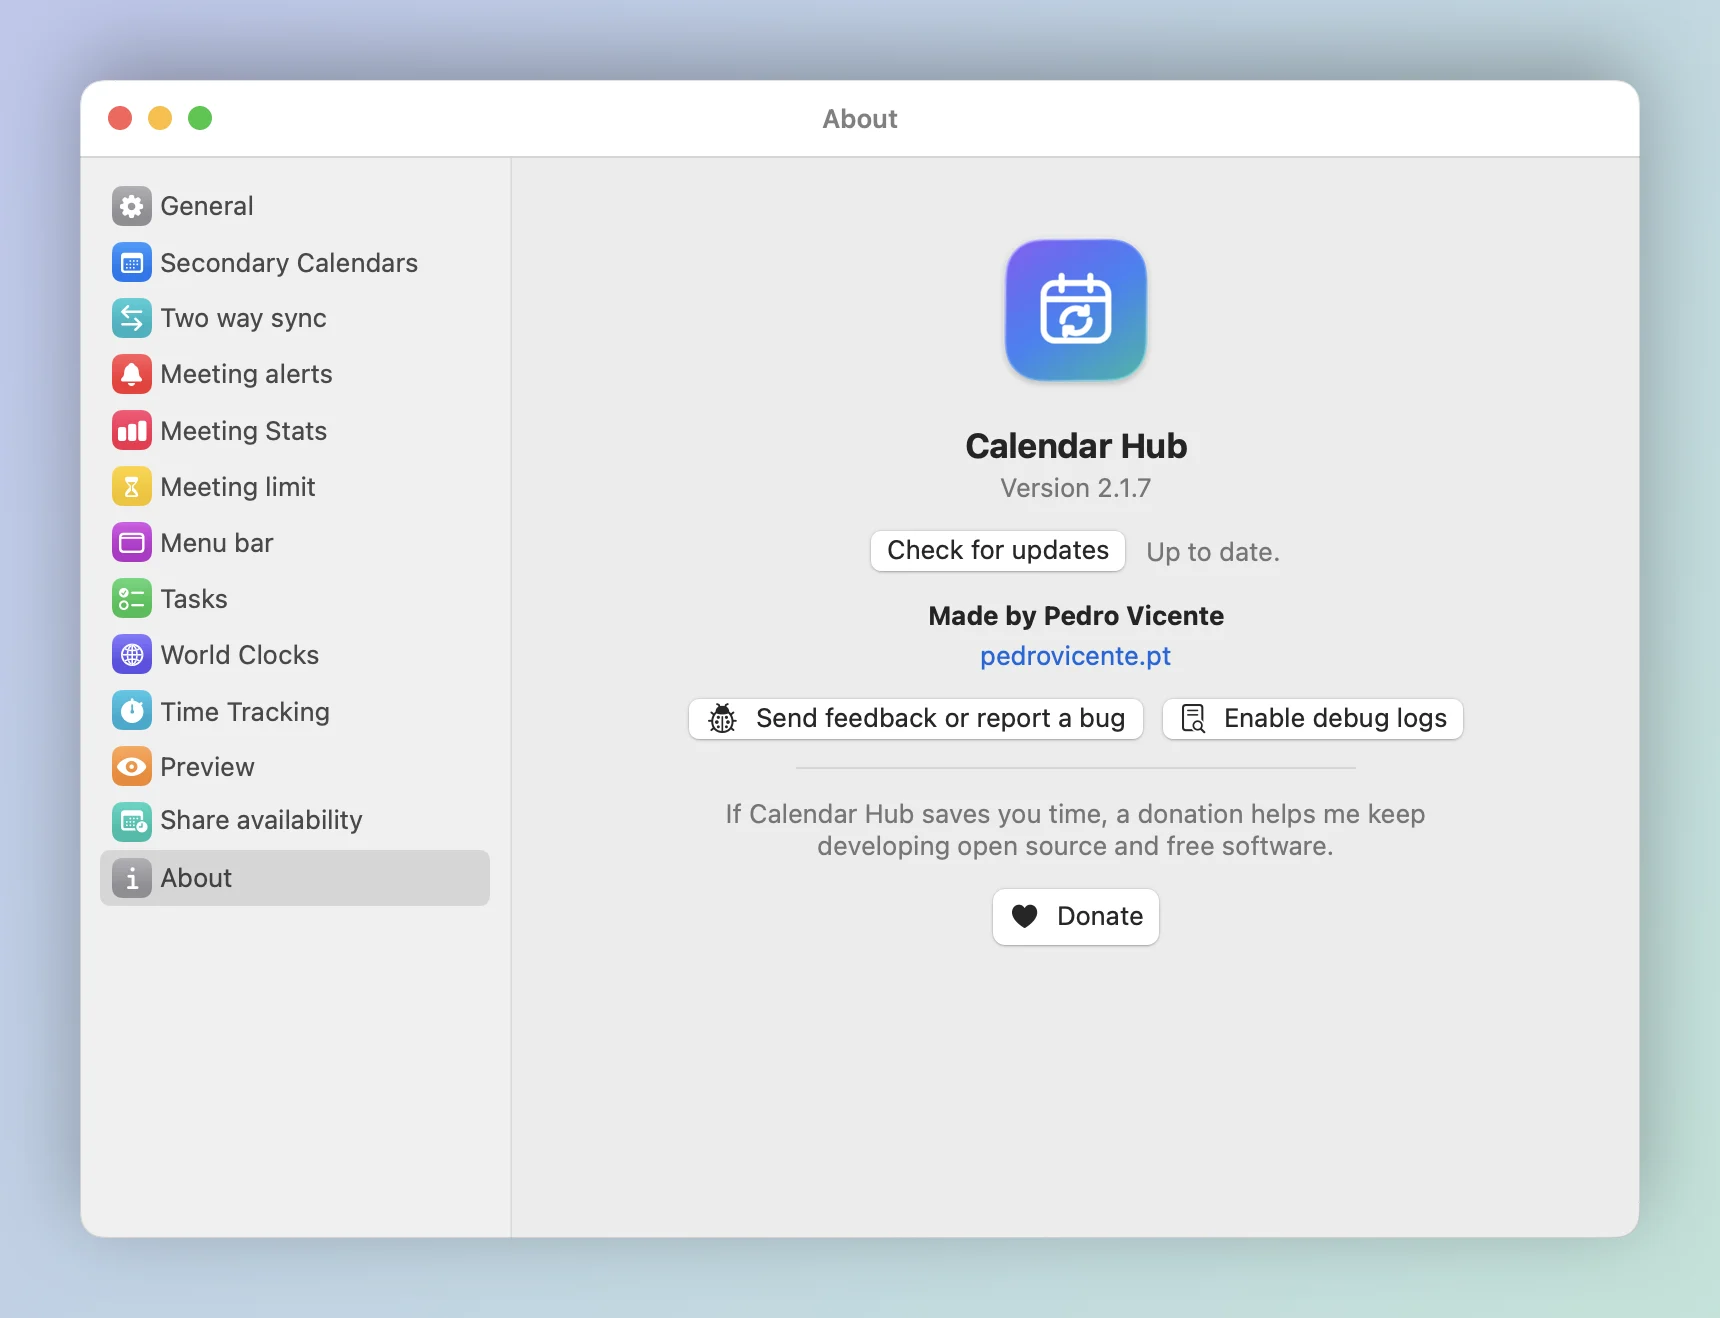 About
General
Secondary Calendars
Two way sync
Meeting alerts
Meeting Stats
Meeting limit
Menu bar
Tasks
World Clocks
Time Tracking
Preview
Share availability
About
Calendar Hub
Version 2.1.7
Check for updates Up to date.
Made by Pedro Vicente
pedrovicente.pt
Send feedback or report a bug Enable debug logs
If Calendar Hub saves you time, a donation helps me keep
developing open source and free software.
Donate